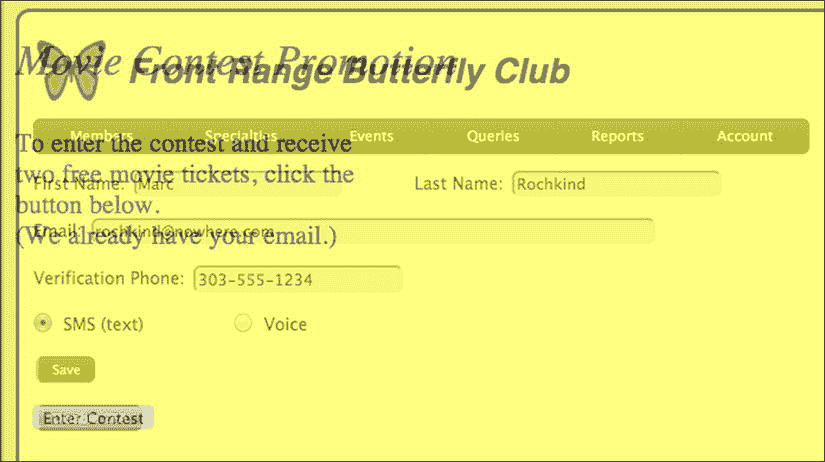 Movie Contest Promotion
Front Range Butterfly Club
Members Specialties Events Queries Reports Account
To enter the contest and receive
two free movie tickets, click the
button below.
(We already have your email.)
First Name: Marc Last Name: Rochkind
Email: rochkind@nowhere.com
Verification Phone: 303-555-1234
SMS (text) Voice
Save
Enter Contest